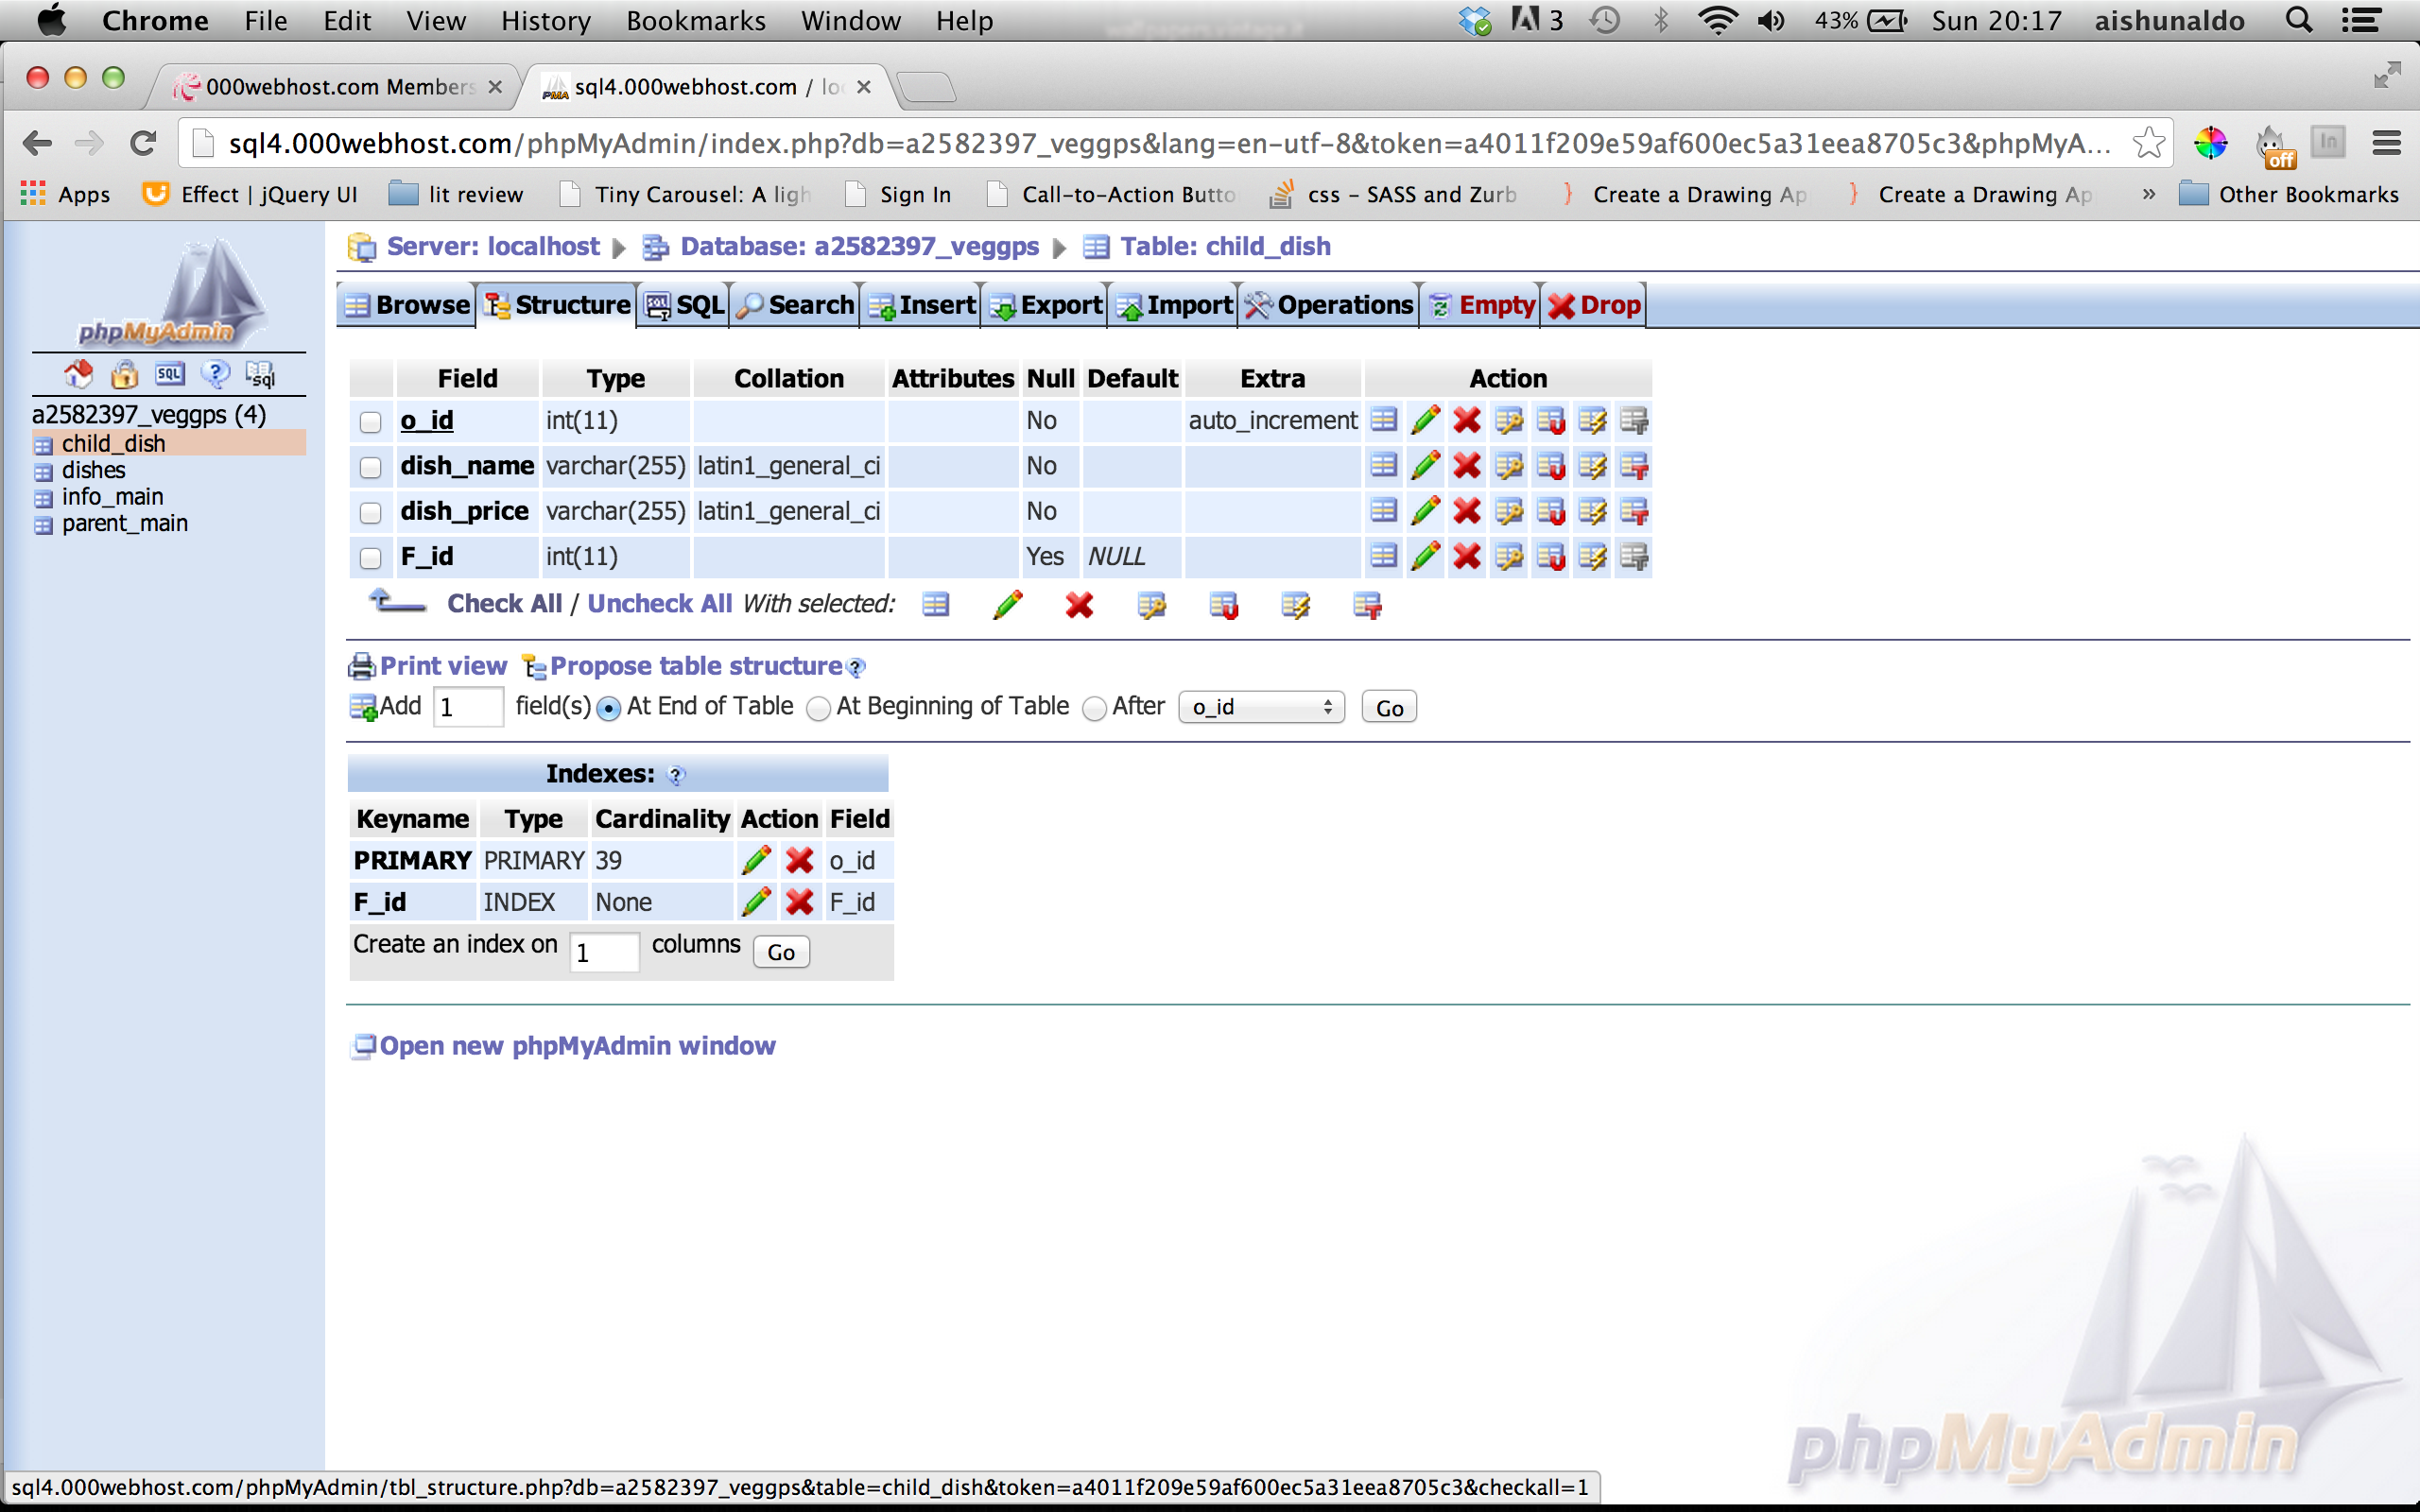 Chrome File Edit View History Bookmarks Window Help 3 43% Sun 20:17 aishunaldo
000webhost.com Members sql4.000webhost.com / lo
sql4.000webhost.com/phpMyAdmin/index.php?db=a2582397_veggps&lang=en-utf-8&token=a4011f209e59af600ec5a31eea8705c3&phpMyA... off In
Apps Effect | jQuery UI lit review Tiny Carousel: A ligh Sign In Call-to-Action Butto css – SASS and Zurb Create a Drawing Ap Create a Drawing Ap » Other Bookmarks
phpMyAdmin
SQL sql
a2582397_veggps (4)
child_dish
dishes
info_main
parent_main
Server: localhost Database: a2582397_veggps Table: child_dish
Browse Structure SQL Search Insert Export Import Operations Empty Drop
Field Type Collation Attributes Null Default Extra Action
o_id int(11) No auto_increment
dish_name varchar(255) latin1_general_ci No
dish_price varchar(255) latin1_general_ci No
F_id int(11) Yes NULL
Check All / Uncheck All With selected:
Print view Propose table structure
Add 1 field(s) At End of Table At Beginning of Table After o_id Go
Indexes:
Keyname Type Cardinality Action Field
PRIMARY PRIMARY 39 o_id
F_id INDEX None F_id
Create an index on 1 columns Go
Open new phpMyAdmin window
phpMyAdmin
sql4.000webhost.com/phpMyAdmin/tbl_structure.php?db=a2582397_veggps&table=child_dish&token=a4011f209e59af600ec5a31eea8705c3&checkall=1